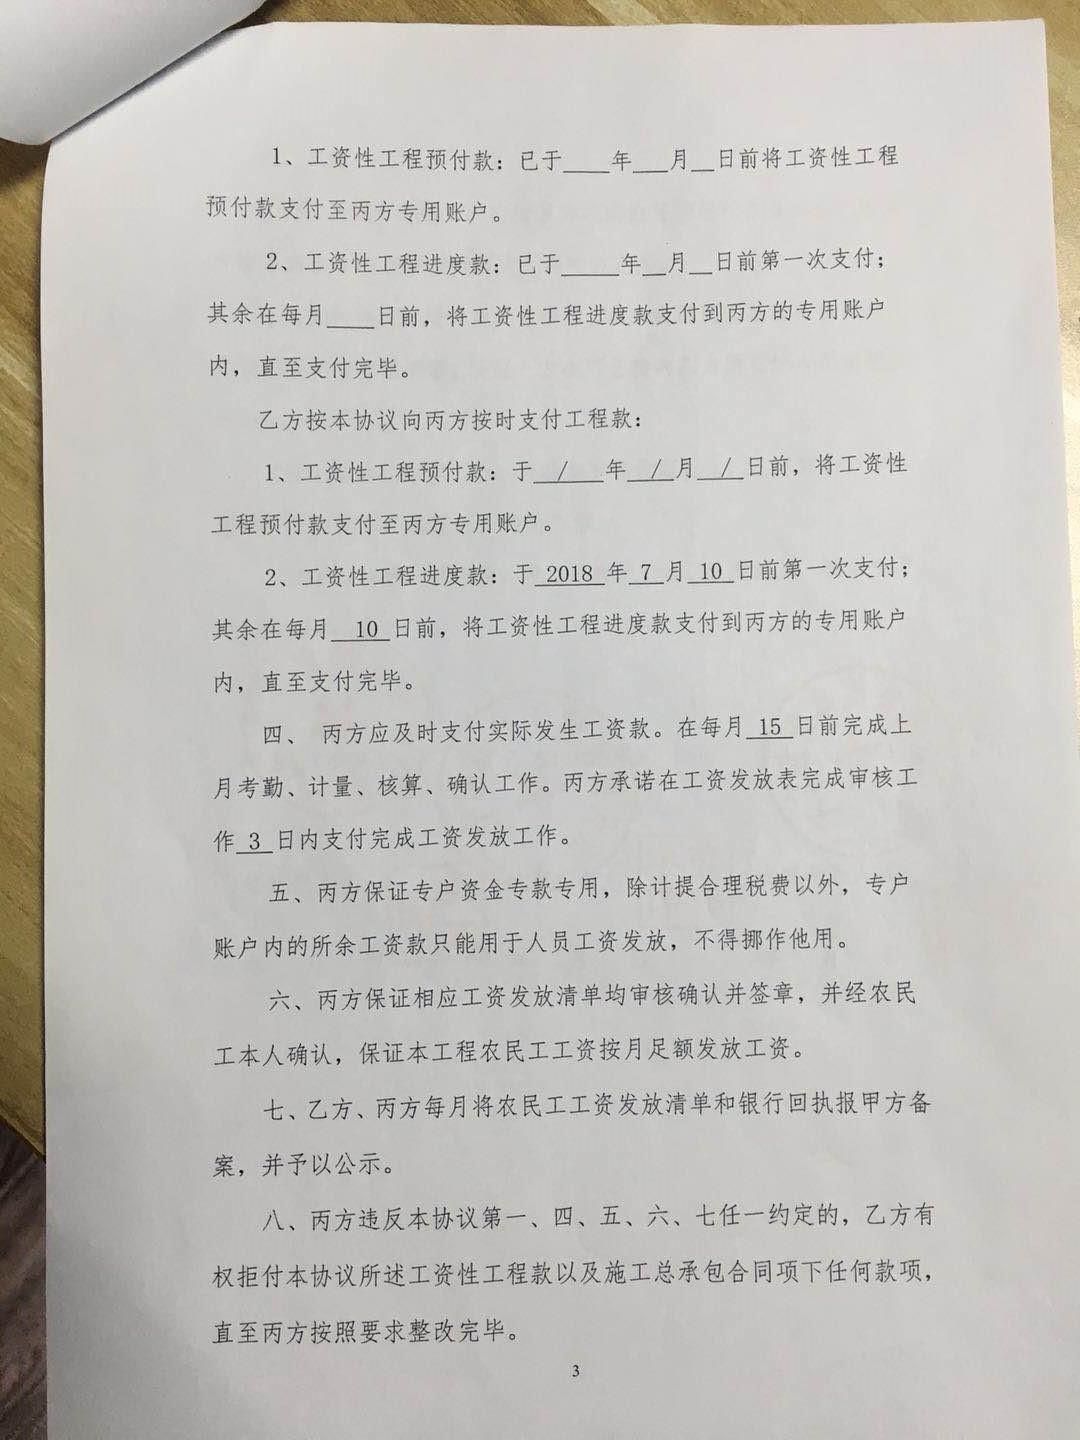 1、工资性工程预付款：已于____年___月__日前将工资性工程
预付款支付至丙方专用账户。
2、工资性工程进度款：已于_____年__月__日前第一次支付；
其余在每月____日前，将工资性工程进度款支付到丙方的专用账户
内，直至支付完毕。
乙方按本协议向丙方按时支付工程款：
1、工资性工程预付款：于 / 年 / 月 / 日前，将工资性
工程预付款支付至丙方专用账户。
2、工资性工程进度款：于 2018 年 7 月 10 日前第一次支付；
其余在每月 10 日前，将工资性工程进度款支付到丙方的专用账户
内，直至支付完毕。
四、 丙方应及时支付实际发生工资款。在每月 15 日前完成上
月考勤、计量、核算、确认工作。丙方承诺在工资发放表完成审核工
作 3 日内支付完成工资发放工作。
五、丙方保证专户资金专款专用，除计提合理税费以外，专户
账户内的所余工资款只能用于人员工资发放，不得挪作他用。
六、丙方保证相应工资发放清单均审核确认并签章，并经农民
工本人确认，保证本工程农民工工资按月足额发放工资。
七、乙方、丙方每月将农民工工资发放清单和银行回执报甲方备
案，并予以公示。
八、丙方违反本协议第一、四、五、六、七任一约定的，乙方有
权拒付本协议所述工资性工程款以及施工总承包合同项下任何款项，
直至丙方按照要求整改完毕。
3